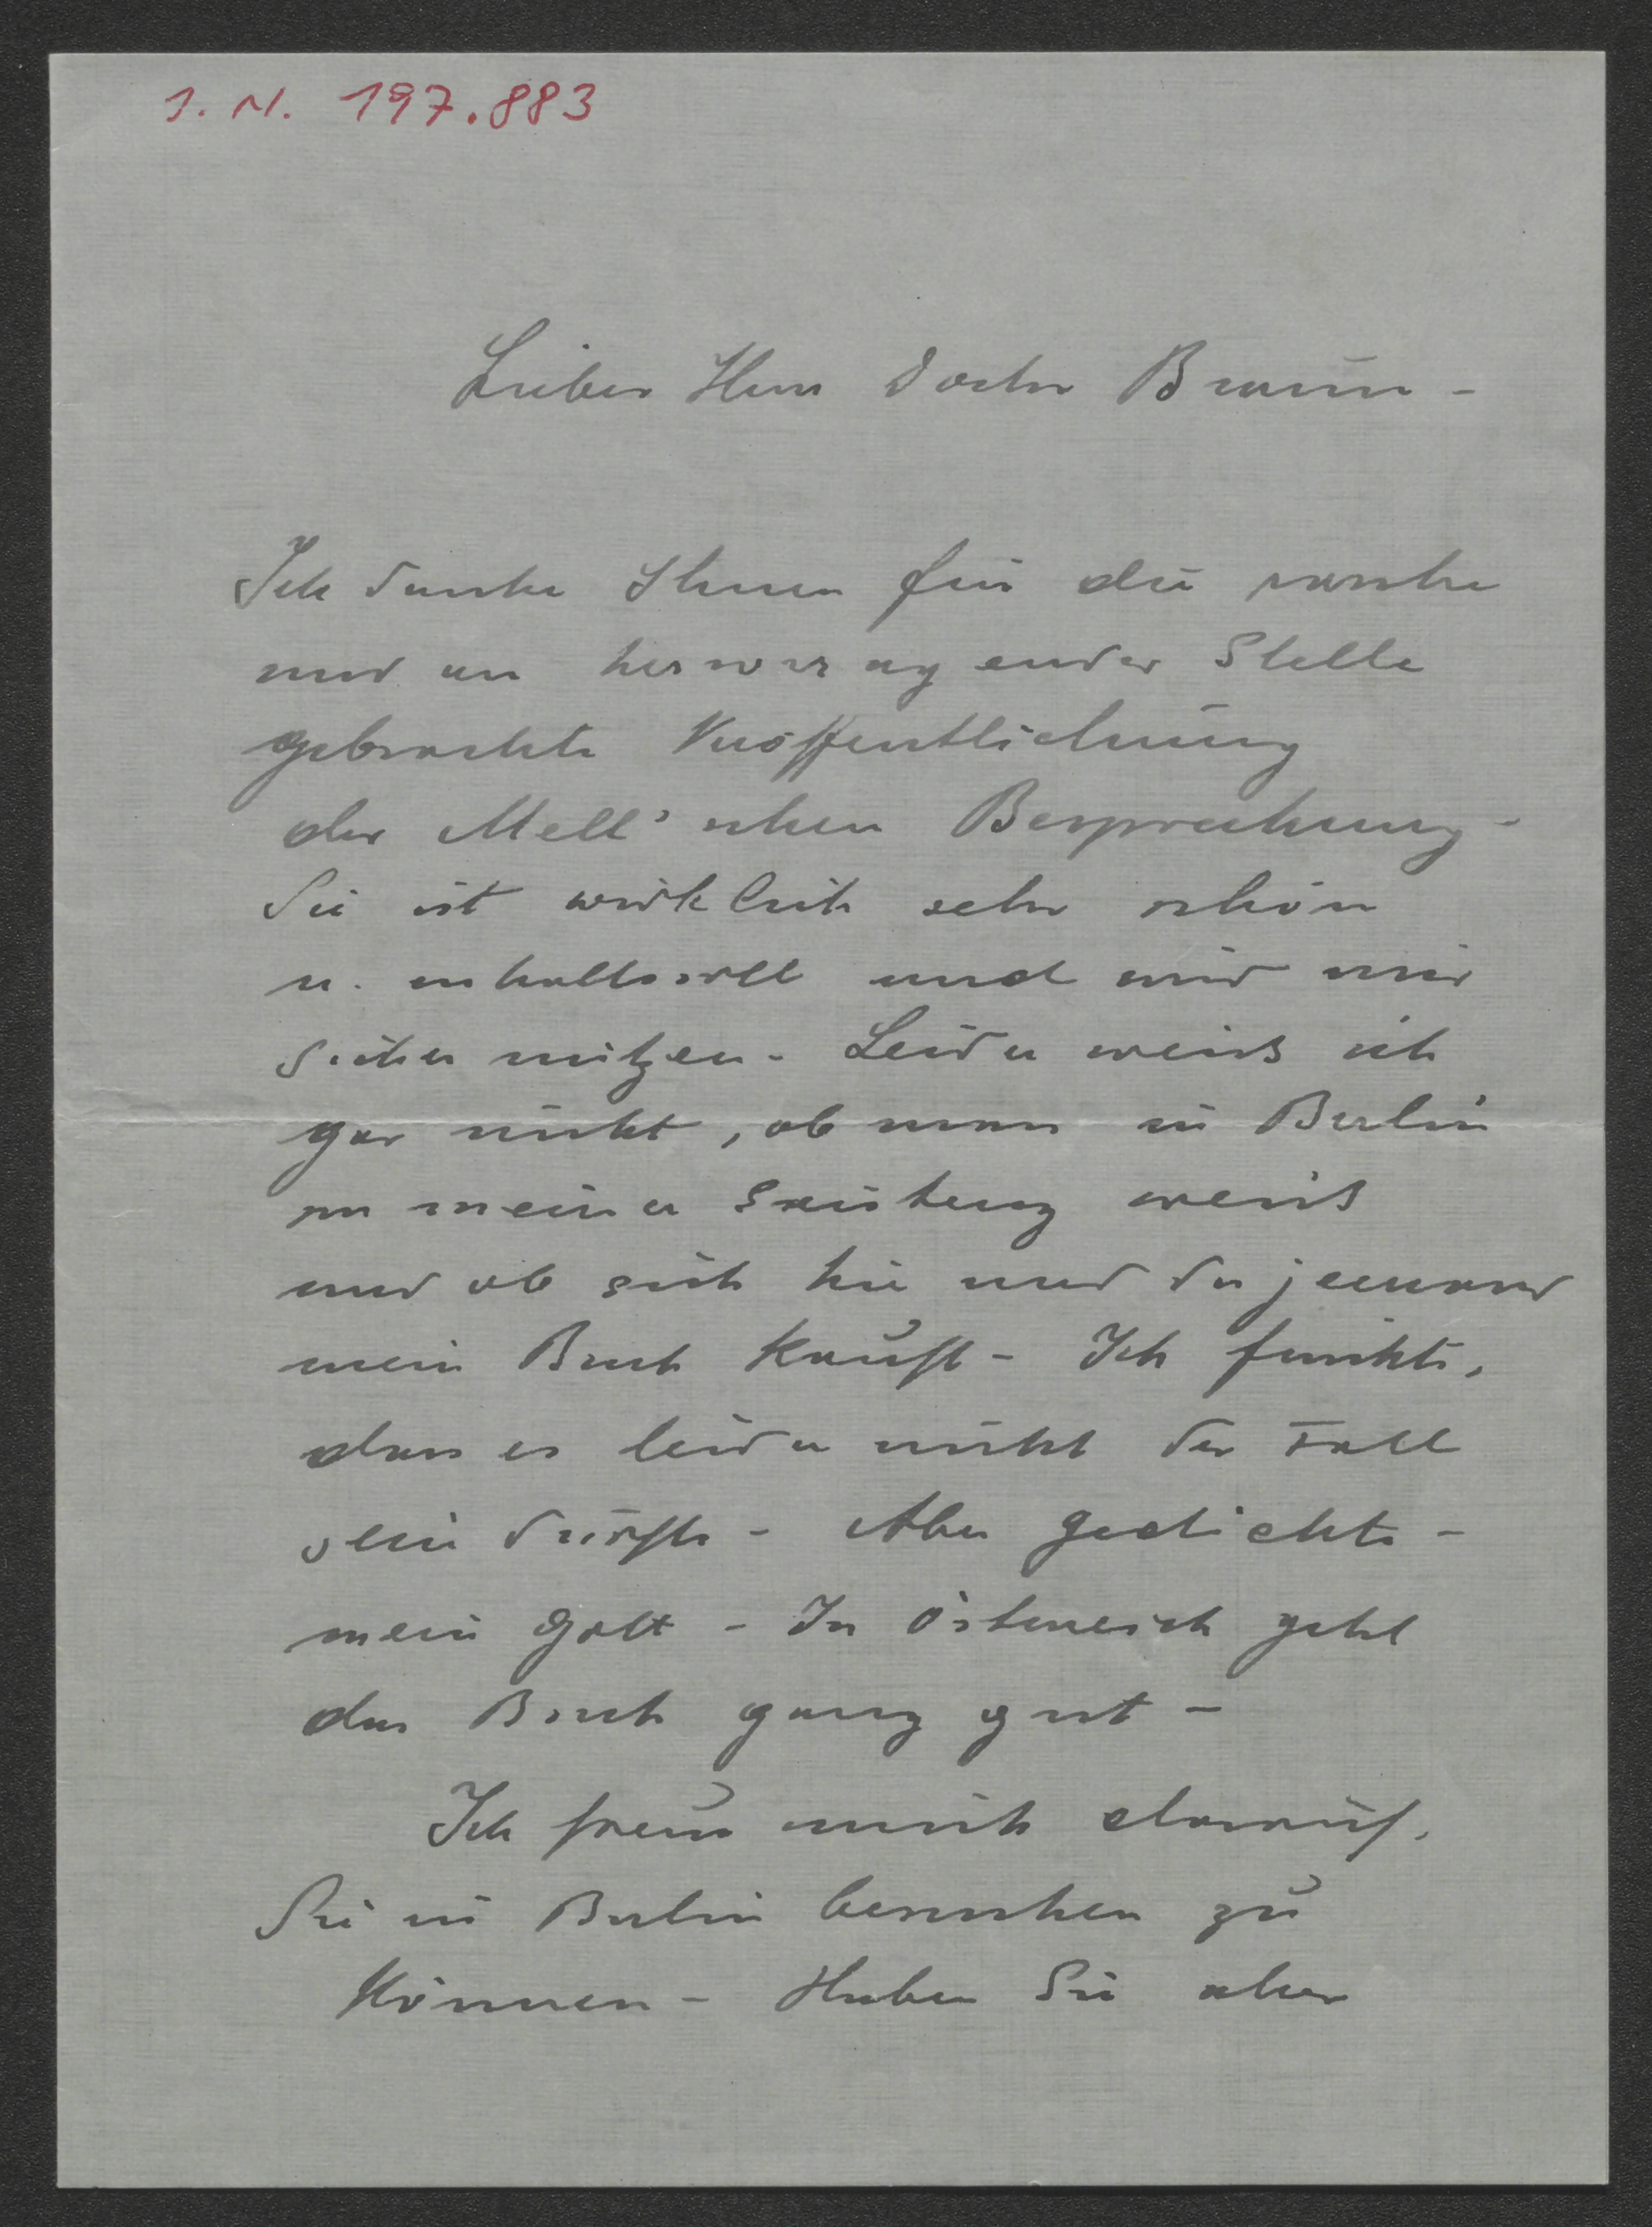 I. N. 197.883
Lieber Herr Doctor Braun -
Ich danke Ihnen für die rasche
und an hervorragender Stelle
gebrachte Veröffentlichung
der Mell'schen Besprechung -
Sie ist wirklich sehr schön
u. inhaltsvoll und wird mir
sicher nützen - Leider weiss ich
gar nicht, ob man in Berlin
von meiner Existenz weiss
und ob sich hie und da jemand
mein Buch kauft - Ich fürchte,
dass es leider nicht der Fall
sein dürfte - Aber Gedichte -
mein Gott - In Österreich geht
das Buch ganz gut -
Ich freue mich darauf,
Sie in Berlin besuchen zu
können - Haben Sie aber